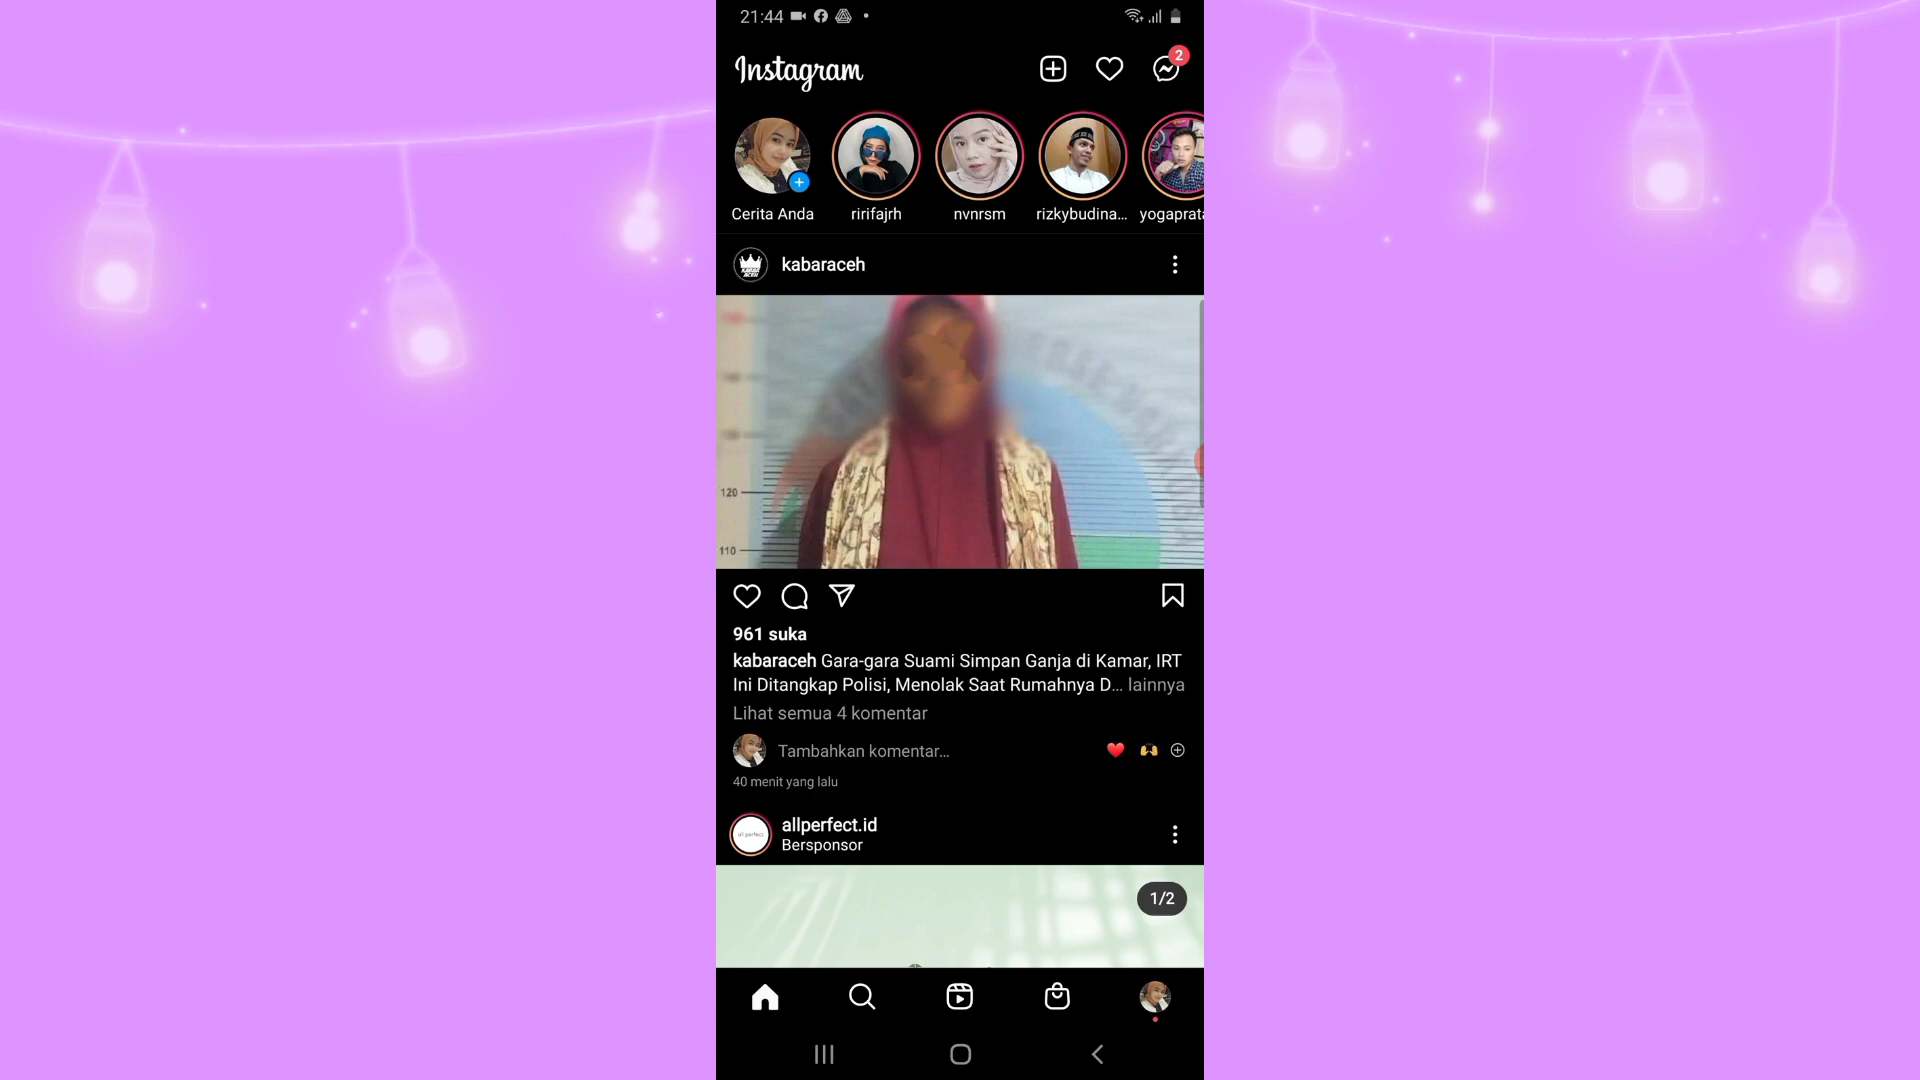 21:44
Instagram
2
Cerita Anda
ririfajrh
nvnrsm
rizkybudina...
yogaprat
kabaraceh
120
110
961 suka
kabaraceh Gara-gara Suami Simpan Ganja di Kamar, IRT
Ini Ditangkap Polisi, Menolak Saat Rumahnya D... lainnya
Lihat semua 4 komentar
Tambahkan komentar...
40 menit yang lalu
all perfect
allperfect.id
Bersponsor
1/2